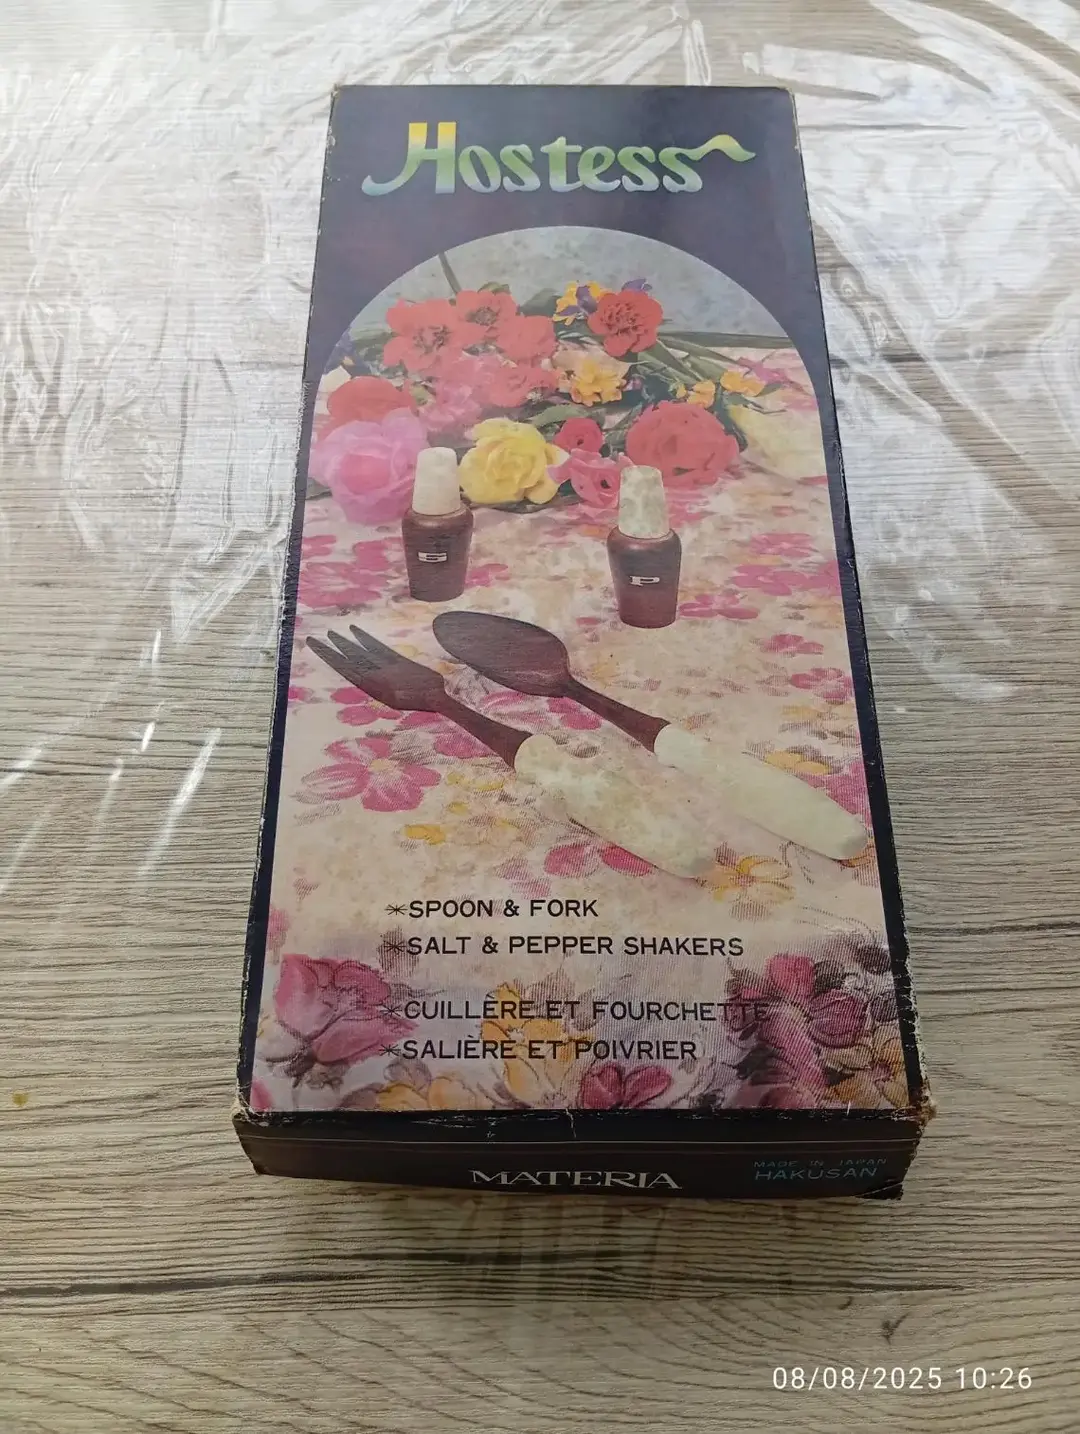 Hostess
S
P
*SPOON & FORK
*SALT & PEPPER SHAKERS
*CUILLÈRE ET FOURCHETTE
*SALIÈRE ET POIVRIER
MATERIA
MADE IN JAPAN
HAKUSAN
08/08/2025 10:26